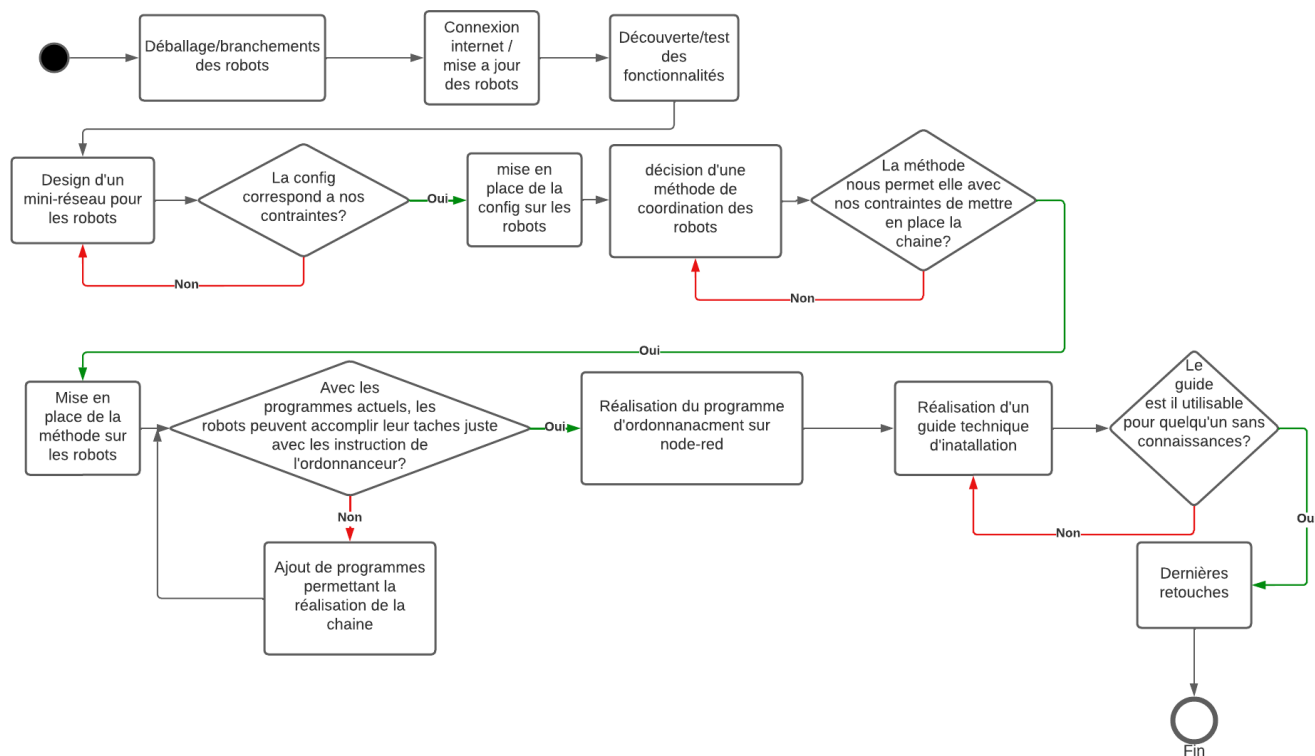 Déballage/branchements
des robots
Connexion
internet /
mise a jour
des robots
Découverte/test
des
fonctionnalités
Design d'un
mini-réseau pour
les robots
La config
correspond a nos
contraintes?
Oui
Non
mise en
place de la
config sur les
robots
décision d'une
méthode de
coordination des
robots
La méthode
nous permet elle avec
nos contraintes de mettre
en place la
chaine?
Non
Oui
Mise en
place de la
méthode sur
les robots
Avec les
programmes actuels, les
robots peuvent accomplir leur taches juste
avec les instruction de
l'ordonnanceur?
Oui
Non
Ajout de programmes
permettant la
réalisation de la
chaine
Réalisation du programme
d'ordonnanacment sur
node-red
Réalisation d'un
guide technique
d'inatallation
Le
guide
est il utilisable
pour quelqu'un sans
connaissances?
Non
Ou
Dernières
retouches
Fin